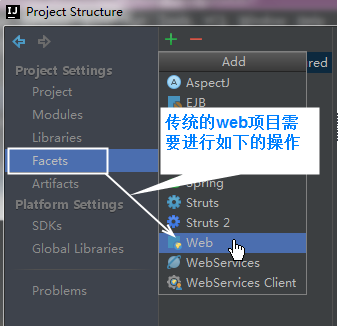 Project Structure
Add
Project Settings
Project
Modules
Libraries
Facets
Artifacts
Platform Settings
SDKs
Global Libraries
Problems
AspectJ
EJB
red
传统的web项目需
要进行如下的操作
Spring
Struts
Struts 2
Web
WebServices
WebServices Client